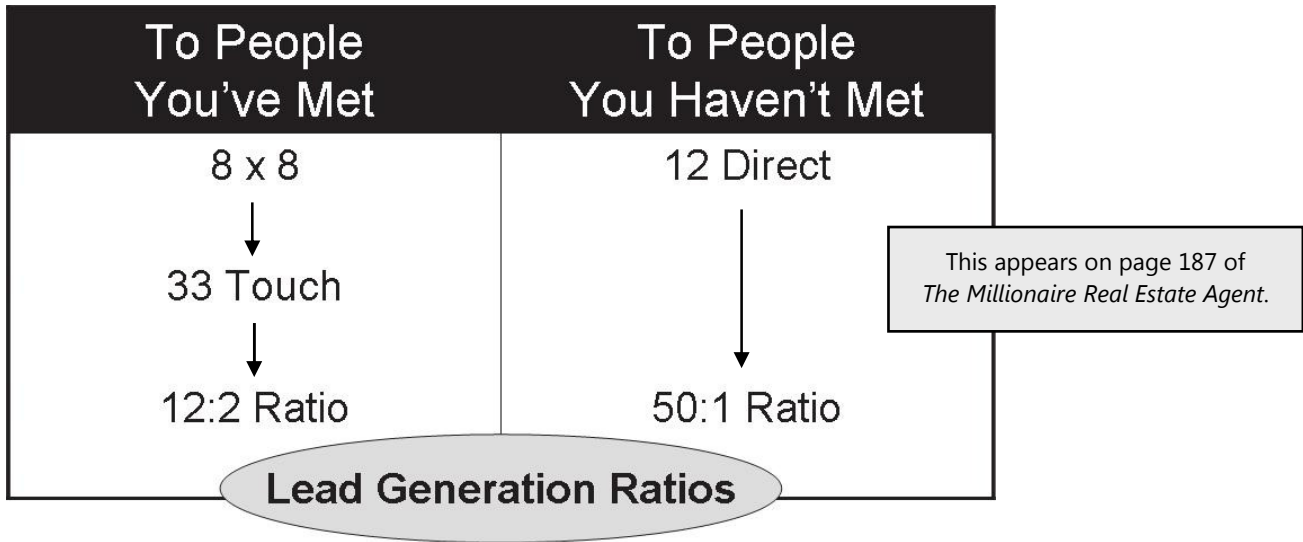 To People
You've Met
To People
You Haven't Met
8 x 8
33 Touch
12:2 Ratio
12 Direct
50:1 Ratio
This appears on page 187 of
The Millionaire Real Estate Agent.
Lead Generation Ratios